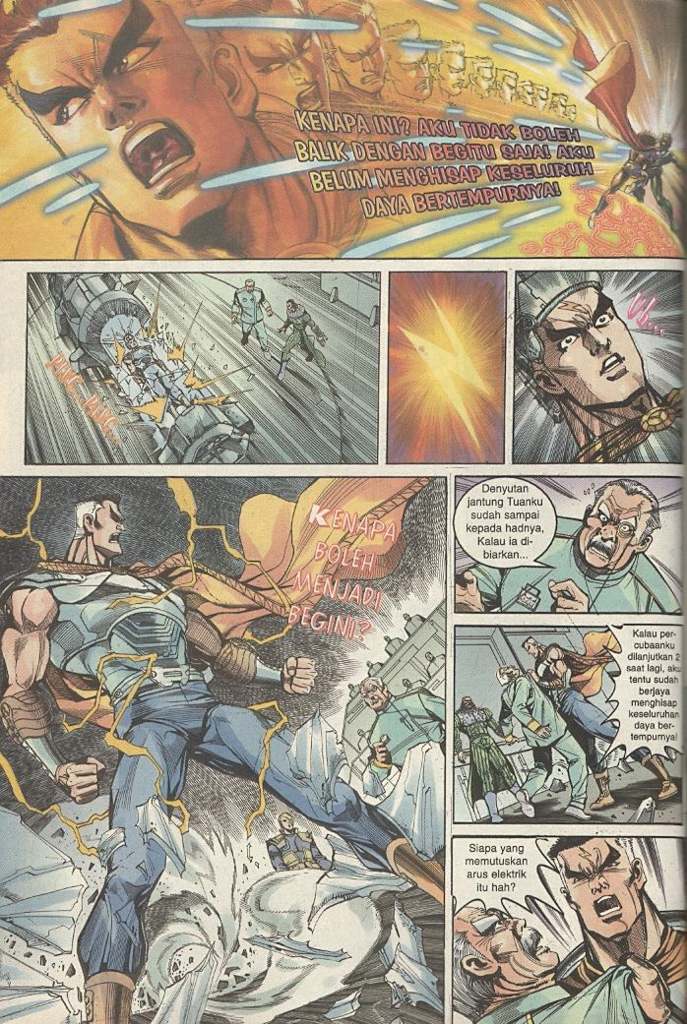 KENAPA INI? AKU TIDAK BOLEH
BALIK DENGAN BEGITU SAJA! AKU
BELUM MENGHISAP KESELURUH
DAYA BERTEMPURNYA!
Uh...
KENAPA
BOLEH
MENJADI
BEGINI?
Denyutan
jantung Tuanku
sudah sampai
kepada hadnya,
Kalau ia di-
biarkan...
Kalau per-
cubaanku
dilanjutkan 2
saat lagi, aku
tentu sudah
berjaya
menghisap
keseluruhan
daya ber-
tempurnya!
Siapa yang
memutuskan
arus elektrik
itu hah?